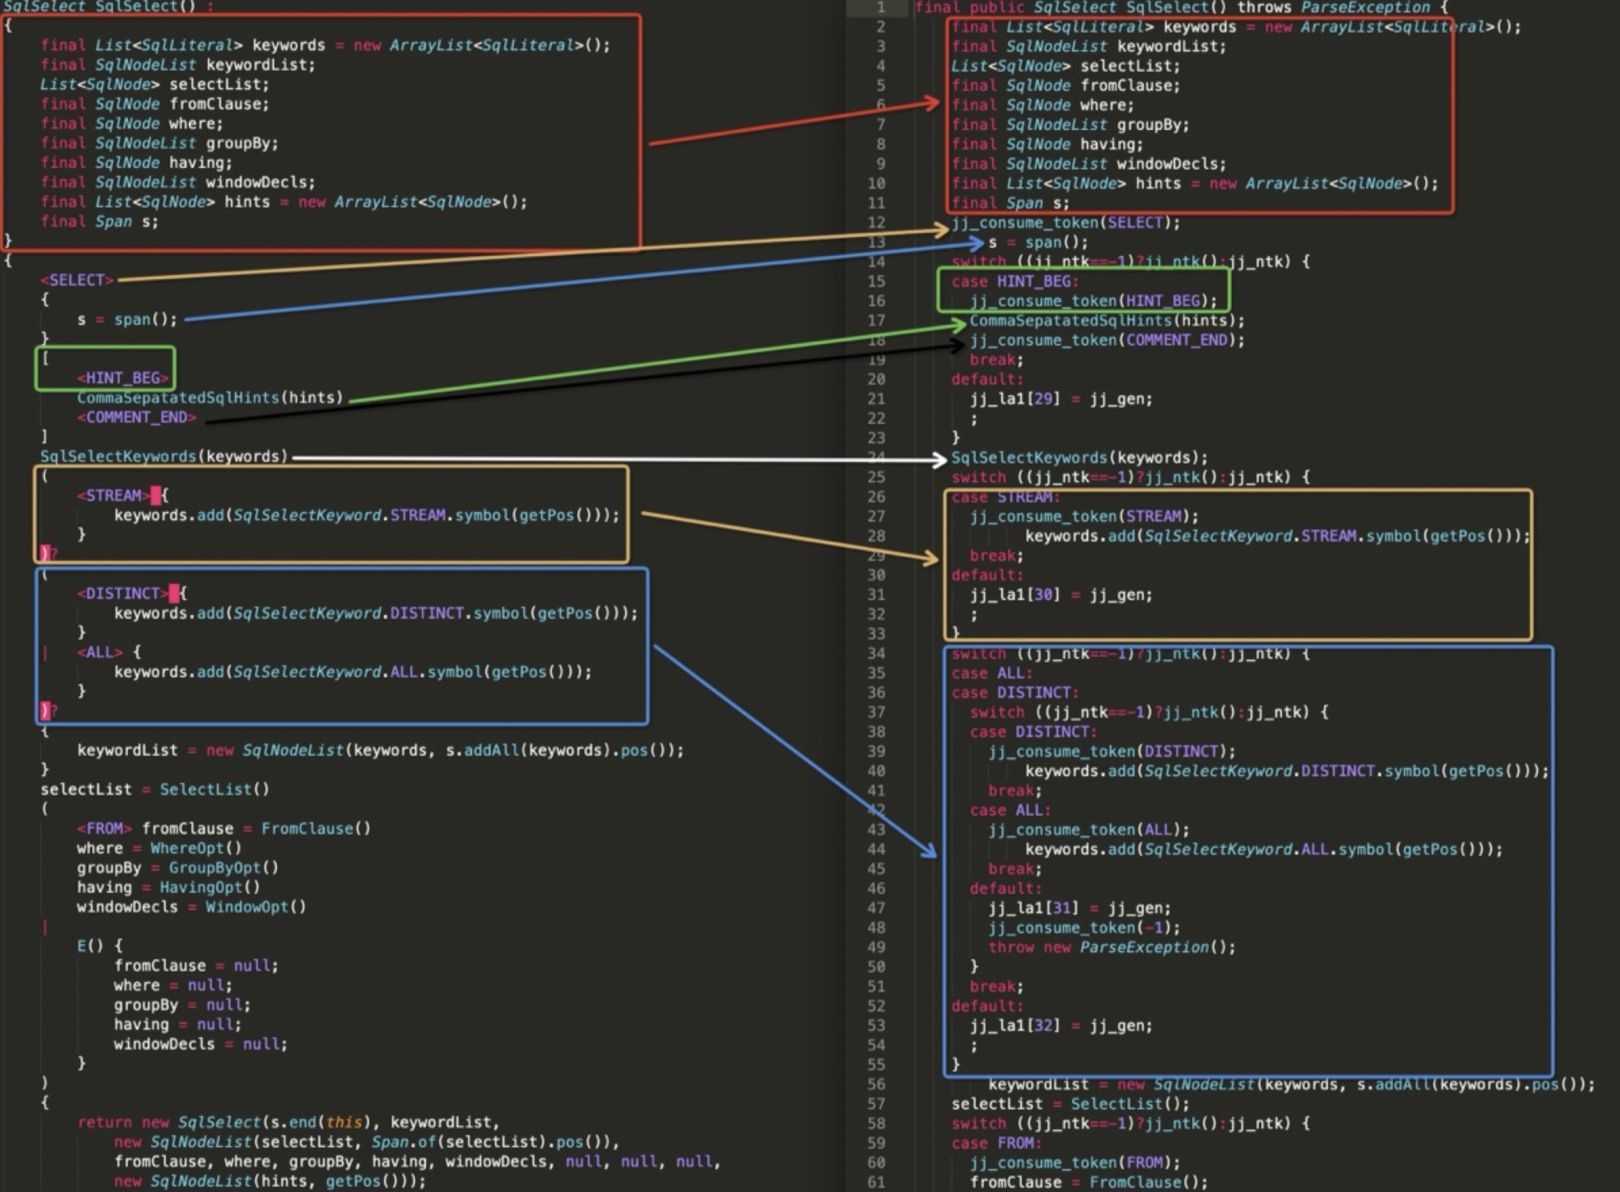 SqlSelect SqlSelect() :
{
final List<SqlLiteral> keywords = new ArrayList<SqlLiteral>();
final SqlNodeList keywordList;
List<SqlNode> selectList;
final SqlNode fromClause;
final SqlNode where;
final SqlNodeList groupBy;
final SqlNode having;
final SqlNodeList windowDecls;
final List<SqlNode> hints = new ArrayList<SqlNode>();
final Span s;
}
{
<SELECT>
{
s = span();
}
[
<HINT_BEG>
CommaSepatatedSqlHints(hints)
<COMMENT_END>
]
SqlSelectKeywords(keywords)
(
<STREAM> {
keywords.add(SqlSelectKeyword.STREAM.symbol(getPos()));
}
)?
(
<DISTINCT> {
keywords.add(SqlSelectKeyword.DISTINCT.symbol(getPos()));
}
| <ALL> {
keywords.add(SqlSelectKeyword.ALL.symbol(getPos()));
}
)?
{
keywordList = new SqlNodeList(keywords, s.addAll(keywords).pos());
}
selectList = SelectList()
(
<FROM> fromClause = FromClause()
where = WhereOpt()
groupBy = GroupByOpt()
having = HavingOpt()
windowDecls = WindowOpt()
|
E() {
fromClause = null;
where = null;
groupBy = null;
having = null;
windowDecls = null;
}
)
{
return new SqlSelect(s.end(this), keywordList,
new SqlNodeList(selectList, Span.of(selectList).pos()),
fromClause, where, groupBy, having, windowDecls, null, null, null,
new SqlNodeList(hints, getPos()));
1 final public SqlSelect SqlSelect() throws ParseException {
2 final List<SqlLiteral> keywords = new ArrayList<SqlLiteral>();
3 final SqlNodeList keywordList;
4 List<SqlNode> selectList;
5 final SqlNode fromClause;
6 final SqlNode where;
7 final SqlNodeList groupBy;
8 final SqlNode having;
9 final SqlNodeList windowDecls;
10 final List<SqlNode> hints = new ArrayList<SqlNode>();
11 final Span s;
12 jj_consume_token(SELECT);
13 s = span();
14 switch ((jj_ntk==-1)?jj_ntk():jj_ntk) {
15 case HINT_BEG:
16 jj_consume_token(HINT_BEG);
17 CommaSepatatedSqlHints(hints);
18 jj_consume_token(COMMENT_END);
19 break;
20 default:
21 jj_la1[29] = jj_gen;
22 ;
23 }
24 SqlSelectKeywords(keywords);
25 switch ((jj_ntk==-1)?jj_ntk():jj_ntk) {
26 case STREAM:
27 jj_consume_token(STREAM);
28 keywords.add(SqlSelectKeyword.STREAM.symbol(getPos()));
29 break;
30 default:
31 jj_la1[30] = jj_gen;
32 ;
33 }
34 switch ((jj_ntk==-1)?jj_ntk():jj_ntk) {
35 case ALL:
36 case DISTINCT:
37 switch ((jj_ntk==-1)?jj_ntk():jj_ntk) {
38 case DISTINCT:
39 jj_consume_token(DISTINCT);
40 keywords.add(SqlSelectKeyword.DISTINCT.symbol(getPos()));
41 break;
42 case ALL:
43 jj_consume_token(ALL);
44 keywords.add(SqlSelectKeyword.ALL.symbol(getPos()));
45 break;
46 default:
47 jj_la1[31] = jj_gen;
48 jj_consume_token(-1);
49 throw new ParseException();
50 }
51 break;
52 default:
53 jj_la1[32] = jj_gen;
54 ;
55 }
56 keywordList = new SqlNodeList(keywords, s.addAll(keywords).pos());
57 selectList = SelectList();
58 switch ((jj_ntk==-1)?jj_ntk():jj_ntk) {
59 case FROM:
60 jj_consume_token(FROM);
61 fromClause = FromClause();